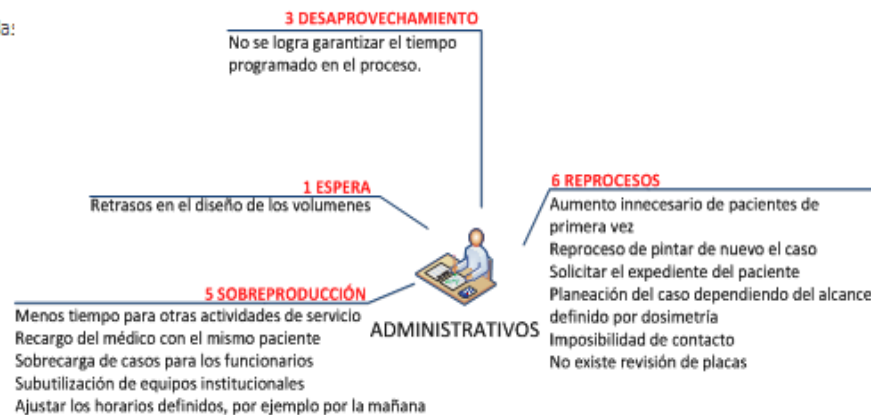 3 DESAPROVECHAMIENTO
No se logra garantizar el tiempo
programado en el proceso.
1 ESPERA
Retrasos en el diseño de los volumenes
6 REPROCESOS
Aumento innecesario de pacientes de
primera vez
Reproceso de pintar de nuevo el caso
Solicitar el expediente del paciente
Planeación del caso dependiendo del alcance
definido por dosimetría
Imposibilidad de contacto
No existe revisión de placas
5 SOBREPRODUCCIÓN
Menos tiempo para otras actividades de servicio
Recargo del médico con el mismo paciente
Sobrecarga de casos para los funcionarios
Subutilización de equipos institucionales
Ajustar los horarios definidos, por ejemplo por la mañana
ADMINISTRATIVOS